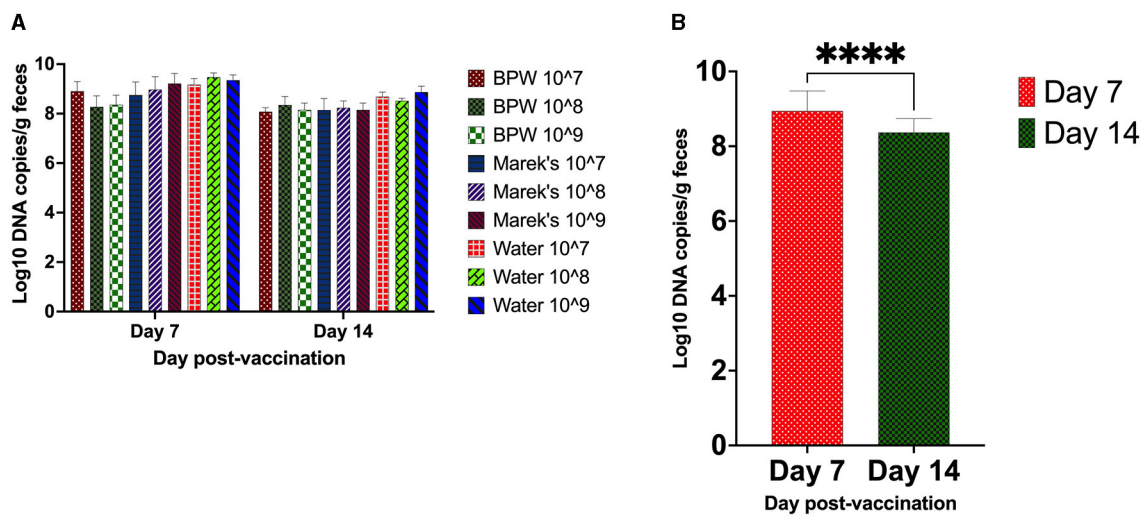 A
Log10 DNA copies/g feces
10
8
6
4
2
0
Day 7
Day 14
Day post-vaccination
BPW 10^7
BPW 10^8
BPW 10^9
Marek's 10^7
Marek's 10^8
Marek's 10^9
Water 10^7
Water 10^8
Water 10^9
B
****
Log10 DNA copies/g feces
10
8
6
4
2
0
Day 7
Day 14
Day post-vaccination
Day 7
Day 14